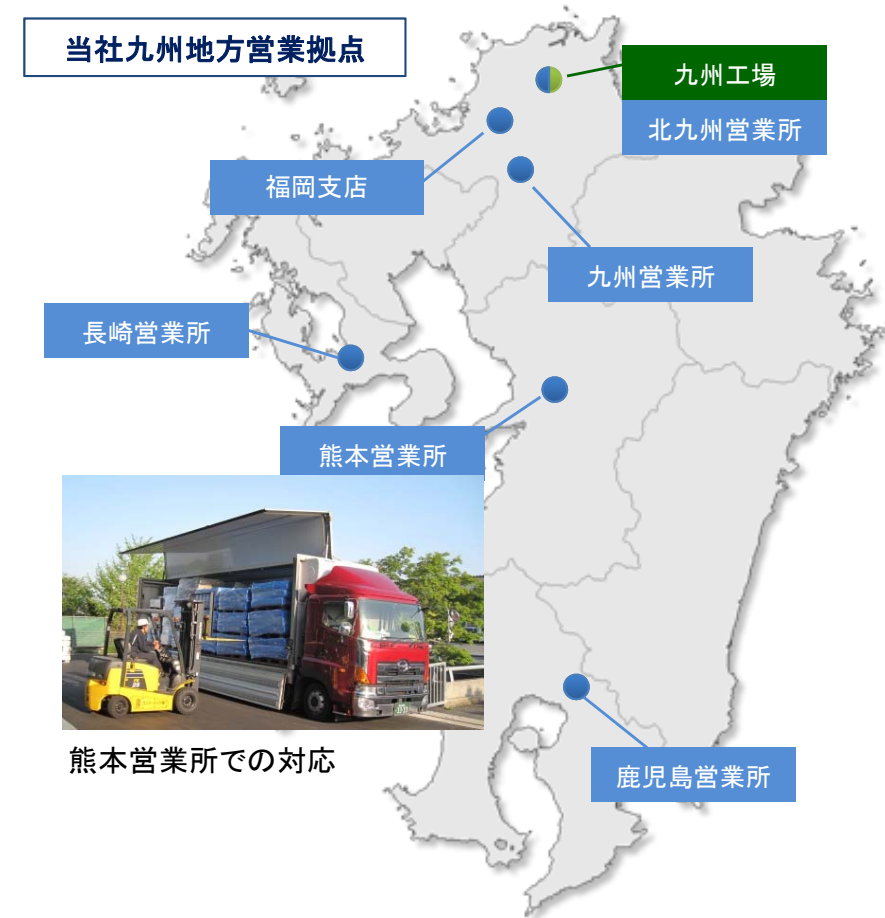 当社九州地方営業拠点
九州工場
北九州営業所
福岡支店
九州営業所
長崎営業所
熊本営業所
熊本営業所での対応
鹿児島営業所